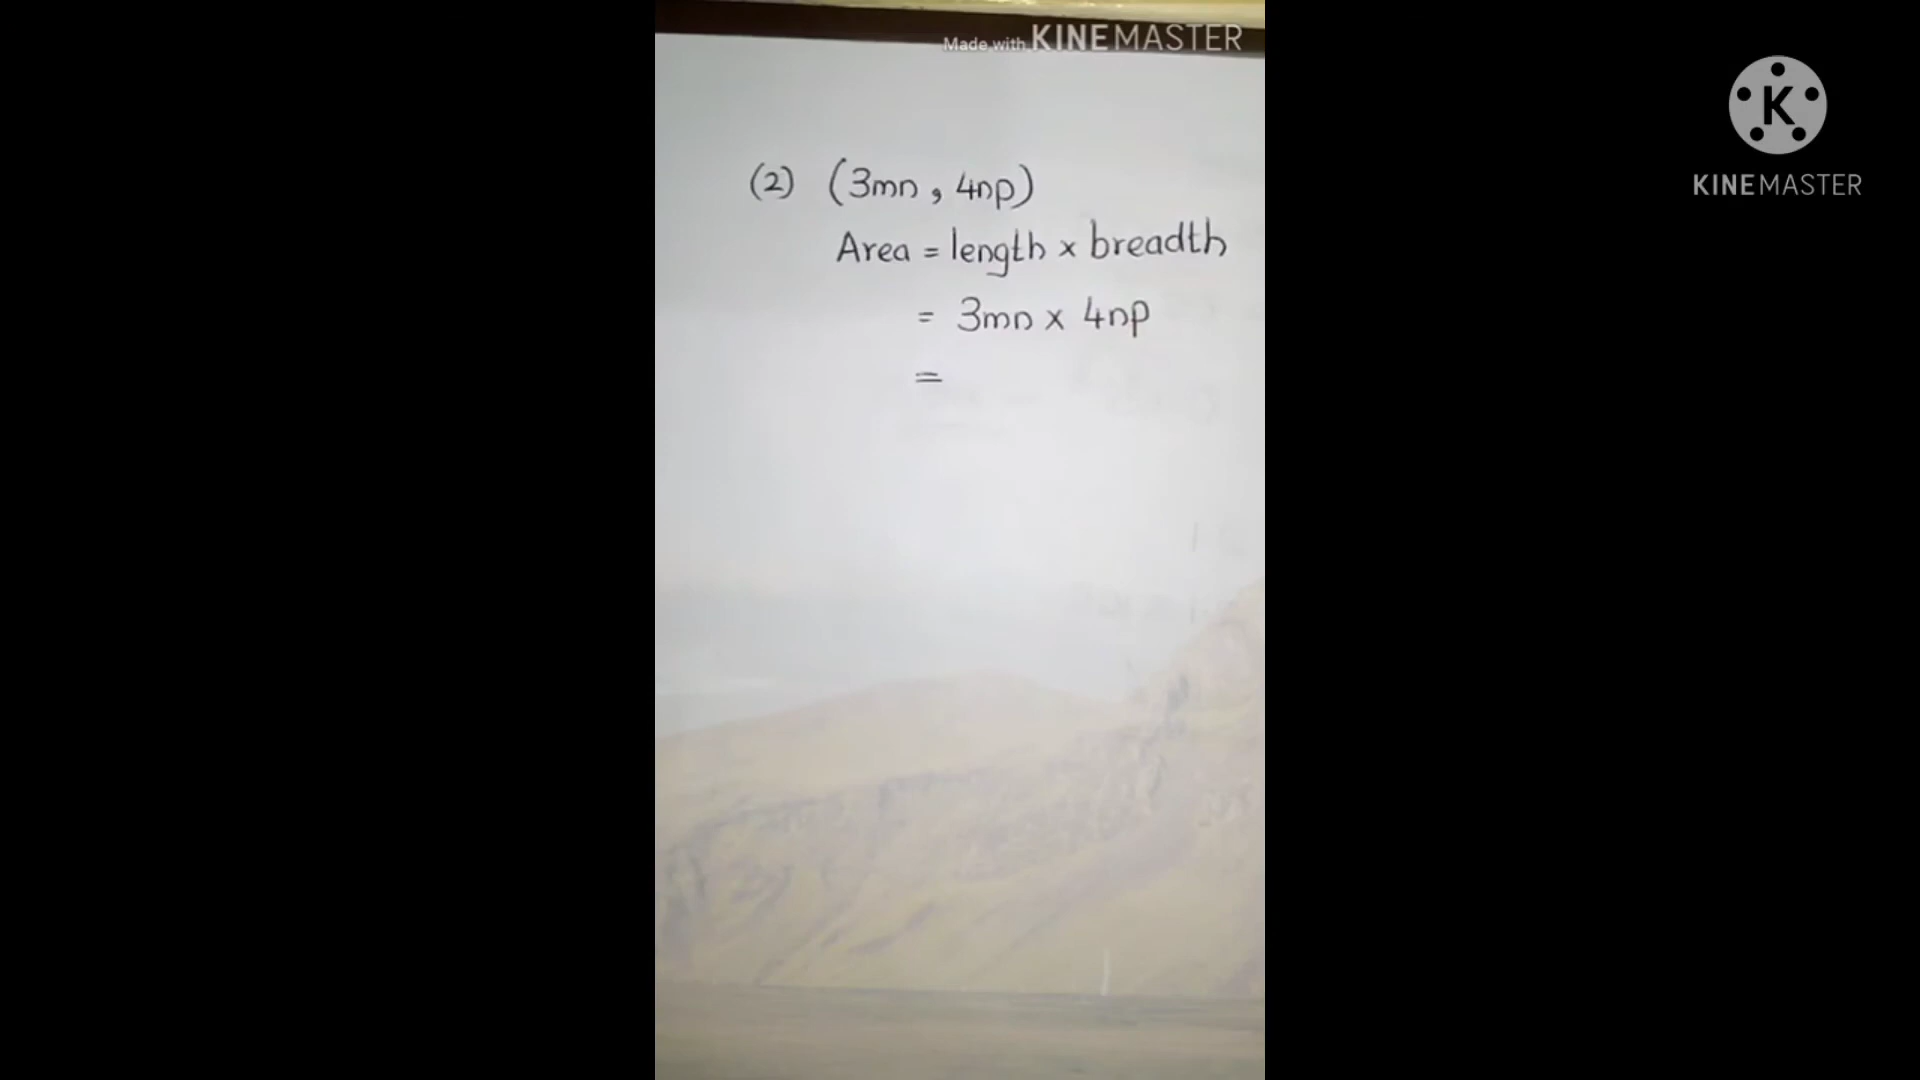 Made with KINEMASTER
KINEMASTER
(2) (3mn , 4np)
Area = length × breadth
= 3mn × 4np
=